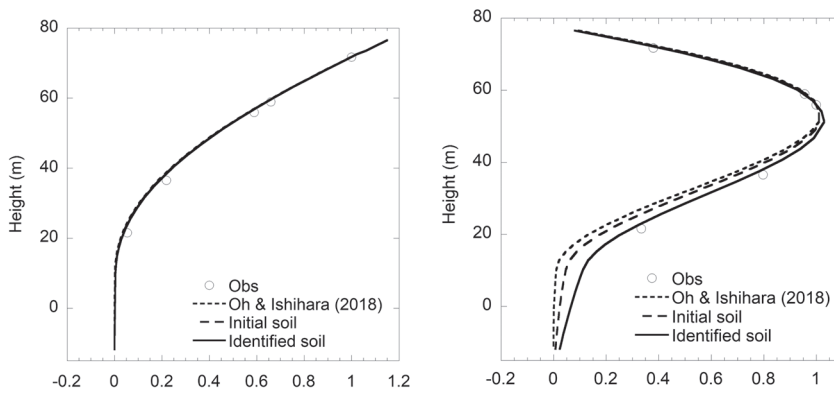 80
60
40
20
0
Height (m)
Obs
Oh & Ishihara (2018)
Initial soil
Identified soil
-0.2 0 0.2 0.4 0.6 0.8 1 1.2
80
60
40
20
0
Height (m)
Obs
Oh & Ishihara (2018)
Initial soil
Identified soil
-0.2 0 0.2 0.4 0.6 0.8 1